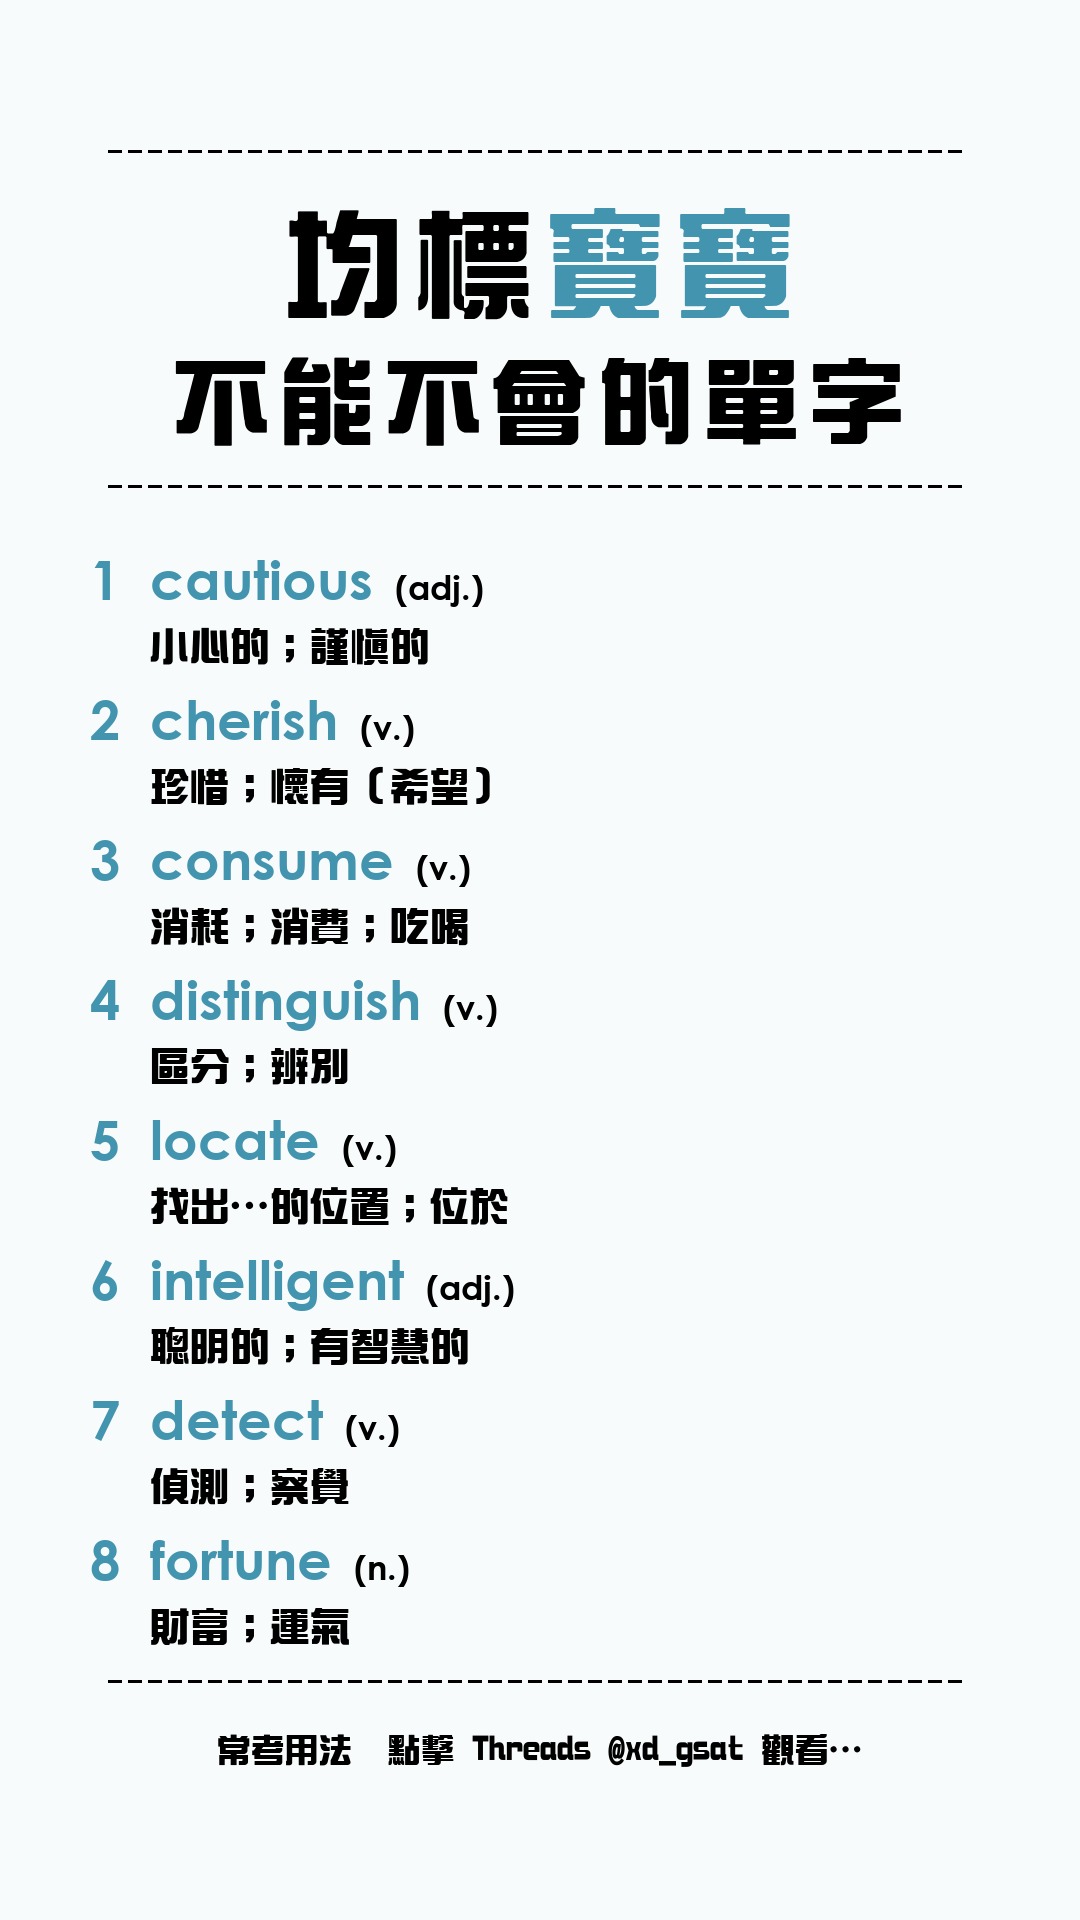 均標寶寶
不能不會的單字
1 cautious (adj.)
小心的；謹慎的
2 cherish (v.)
珍惜；懷有（希望）
3 consume (v.)
消耗；消費；吃喝
4 distinguish (v.)
區分；辨別
5 locate (v.)
找出…的位置；位於
6 intelligent (adj.)
聰明的；有智慧的
7 detect (v.)
偵測；察覺
8 fortune (n.)
財富；運氣
常考用法　點擊 Threads @xd_gsat 觀看…